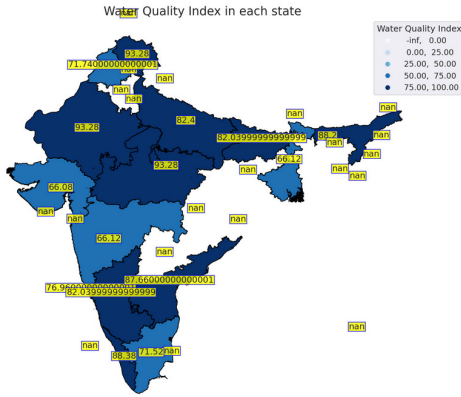 Water Quality Index in each state
nan
Water Quality Index
-inf, 0.00
0.00, 25.00
25.00, 50.00
50.00, 75.00
75.00, 100.00
93.28
71.74000000000001
nan
nan
nan
nan
nan
nan
82.4
93.28
82.03999999999999
88.2
nan
nan
nan
66.12
93.28
nan
nan
nan
66.08
nan
nan
nan
66.12
nan
87.66000000000001
82.03999999999999
nan
nan
71.52
nan
88.38